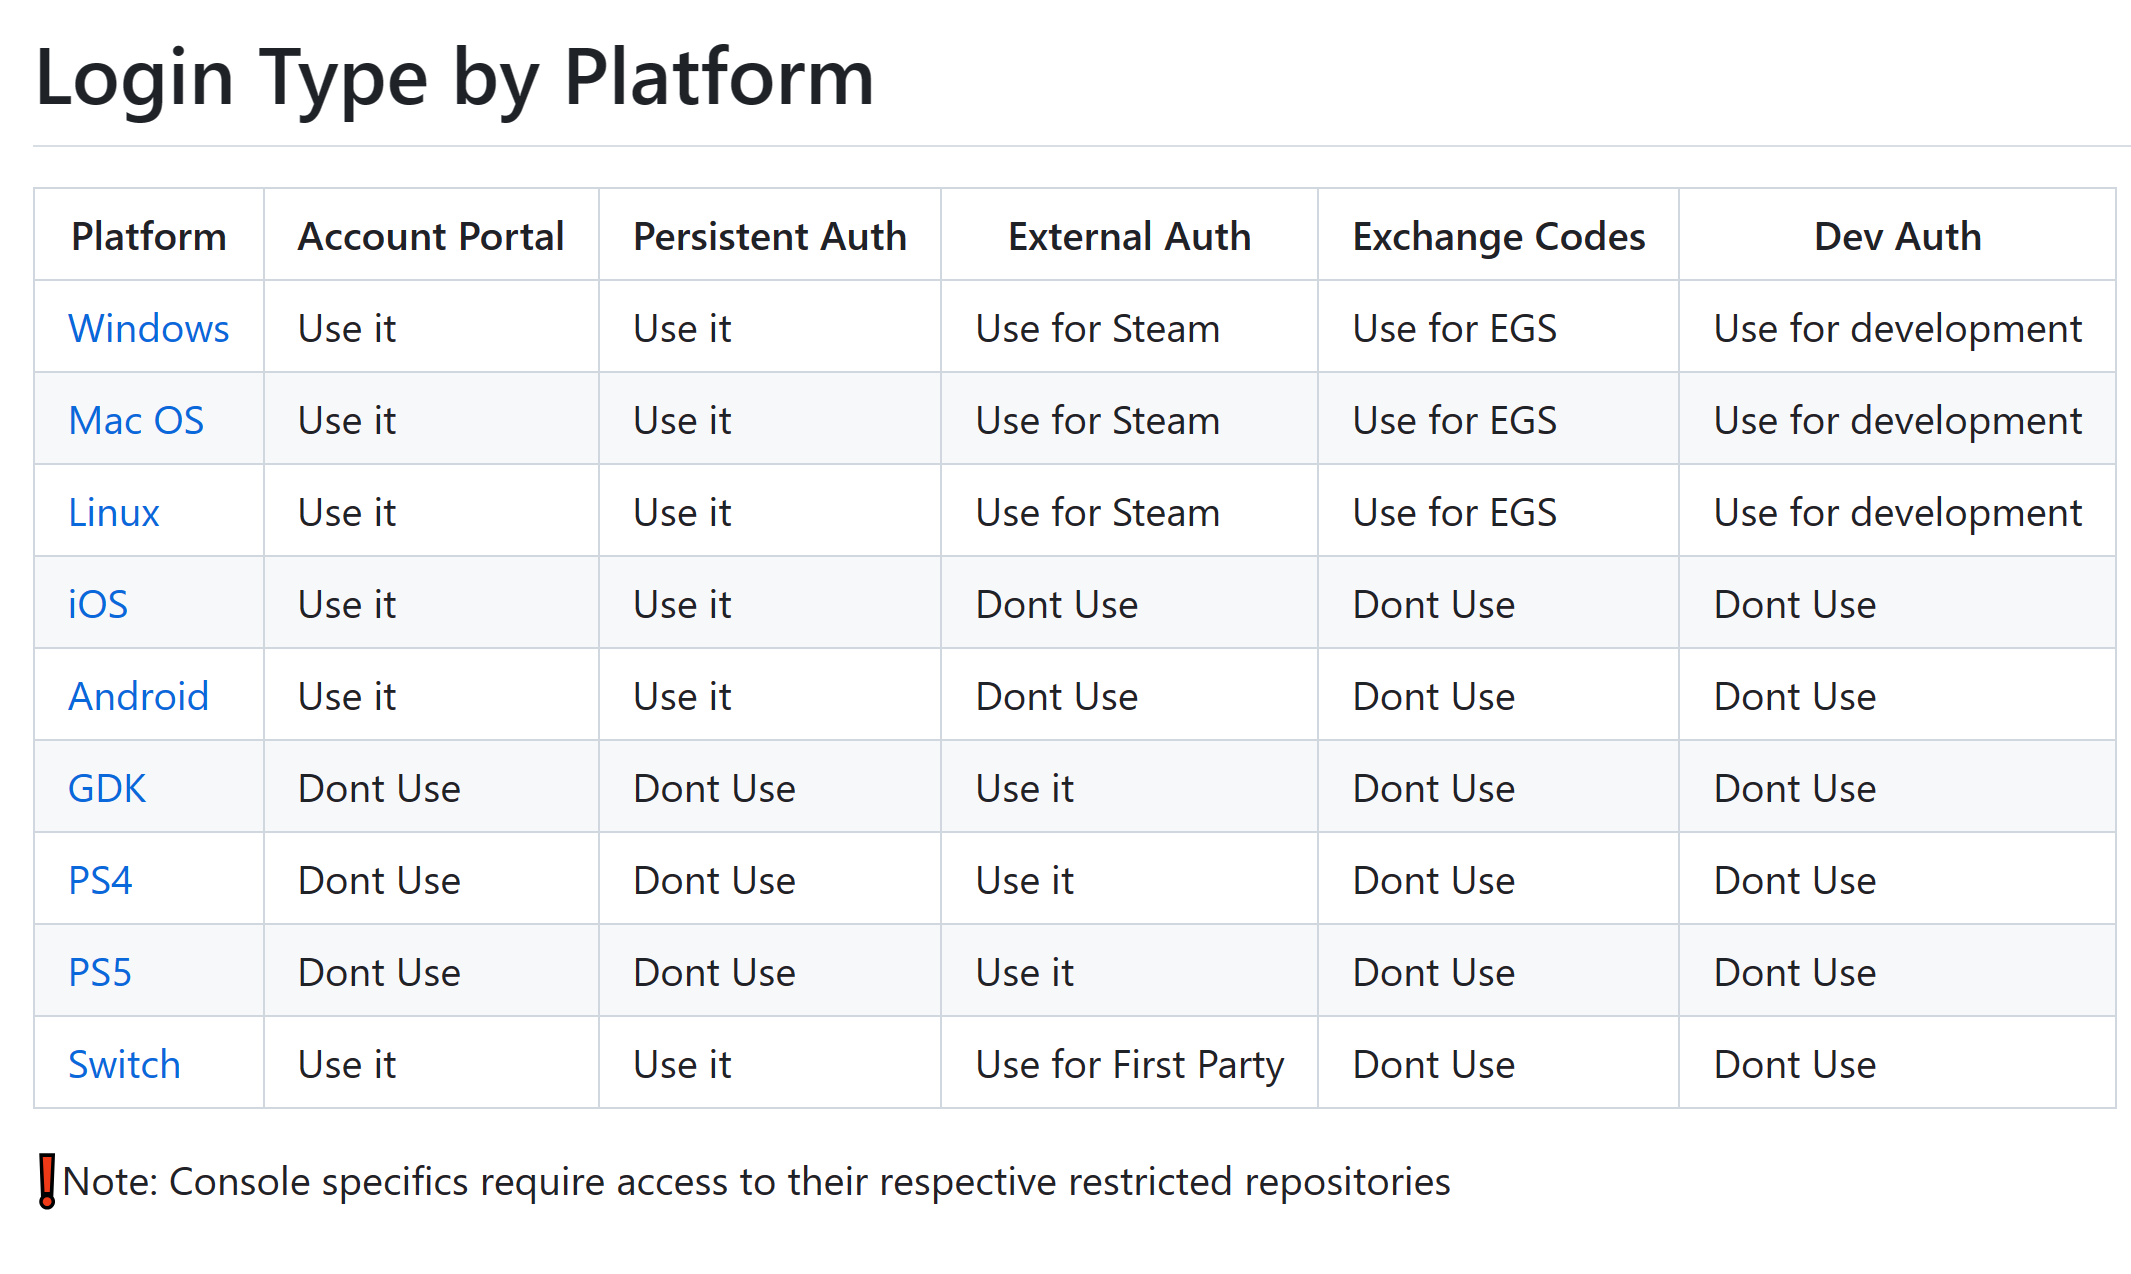 Login Type by Platform
Platform Account Portal Persistent Auth External Auth Exchange Codes Dev Auth
Windows Use it Use it Use for Steam Use for EGS Use for development
Mac OS Use it Use it Use for Steam Use for EGS Use for development
Linux Use it Use it Use for Steam Use for EGS Use for development
iOS Use it Use it Dont Use Dont Use Dont Use
Android Use it Use it Dont Use Dont Use Dont Use
GDK Dont Use Dont Use Use it Dont Use Dont Use
PS4 Dont Use Dont Use Use it Dont Use Dont Use
PS5 Dont Use Dont Use Use it Dont Use Dont Use
Switch Use it Use it Use for First Party Dont Use Dont Use
❗Note: Console specifics require access to their respective restricted repositories